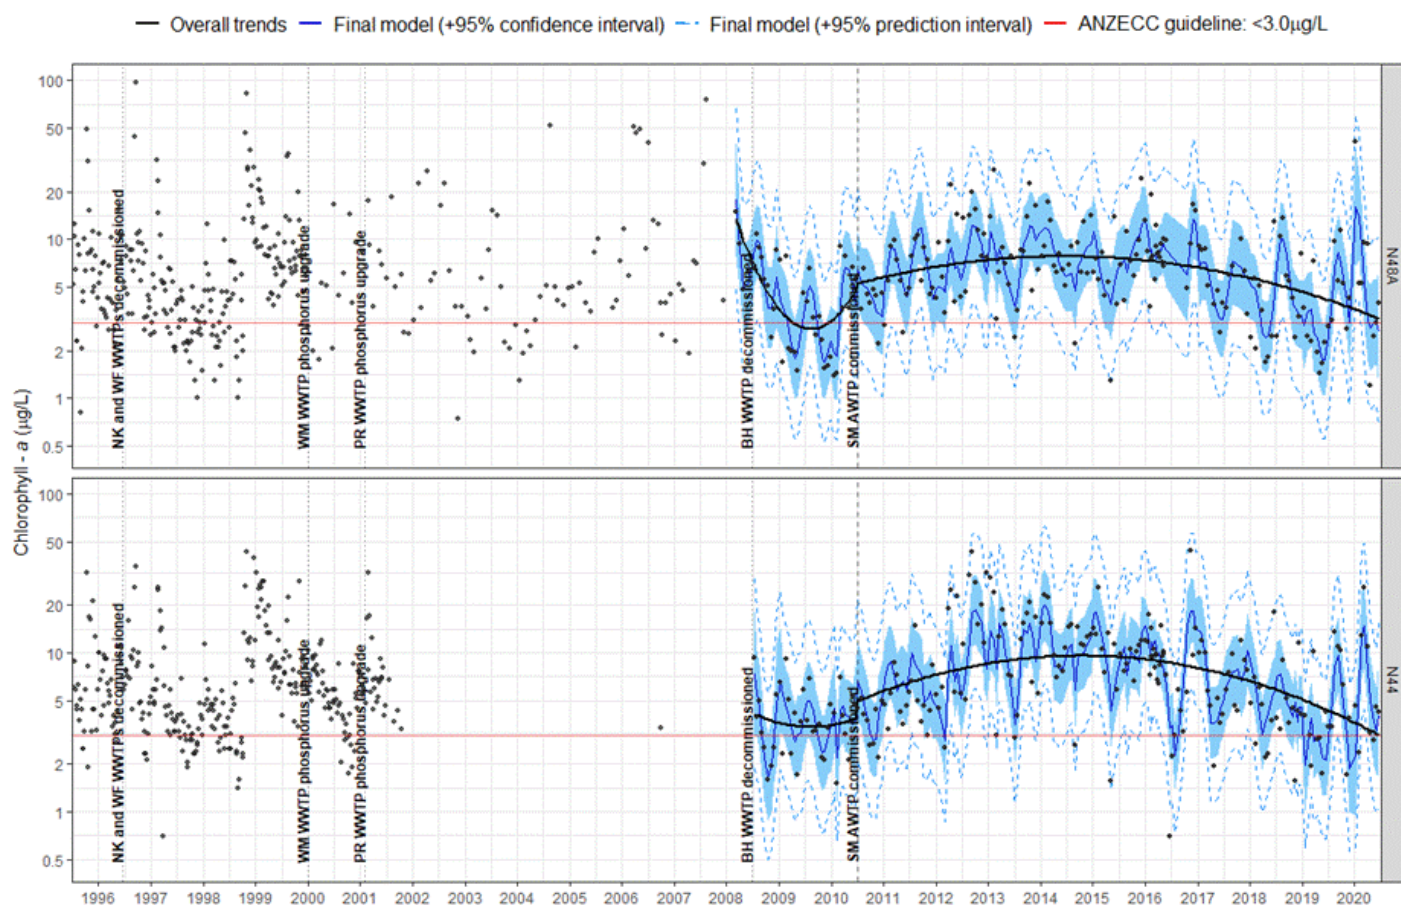 Overall trends Final model (+95% confidence interval) Final model (+95% prediction interval) ANZECC guideline: <3.0µg/L
Chlorophyll - a (µg/L)
100
50
20
10
5
2
1
0.5
NK and WF WWTPs decommissioned
WM WWTP phosphorus upgrade
PR WWTP phosphorus upgrade
BH WWTP decommissioned
SM AWTP commissioned
N48A
100
50
20
10
5
2
1
0.5
NK and WF WWTPs decommissioned
WM WWTP phosphorus upgrade
PR WWTP phosphorus upgrade
BH WWTP decommissioned
SM AWTP commissioned
N44
1996 1997 1998 1999 2000 2001 2002 2003 2004 2005 2006 2007 2008 2009 2010 2011 2012 2013 2014 2015 2016 2017 2018 2019 2020